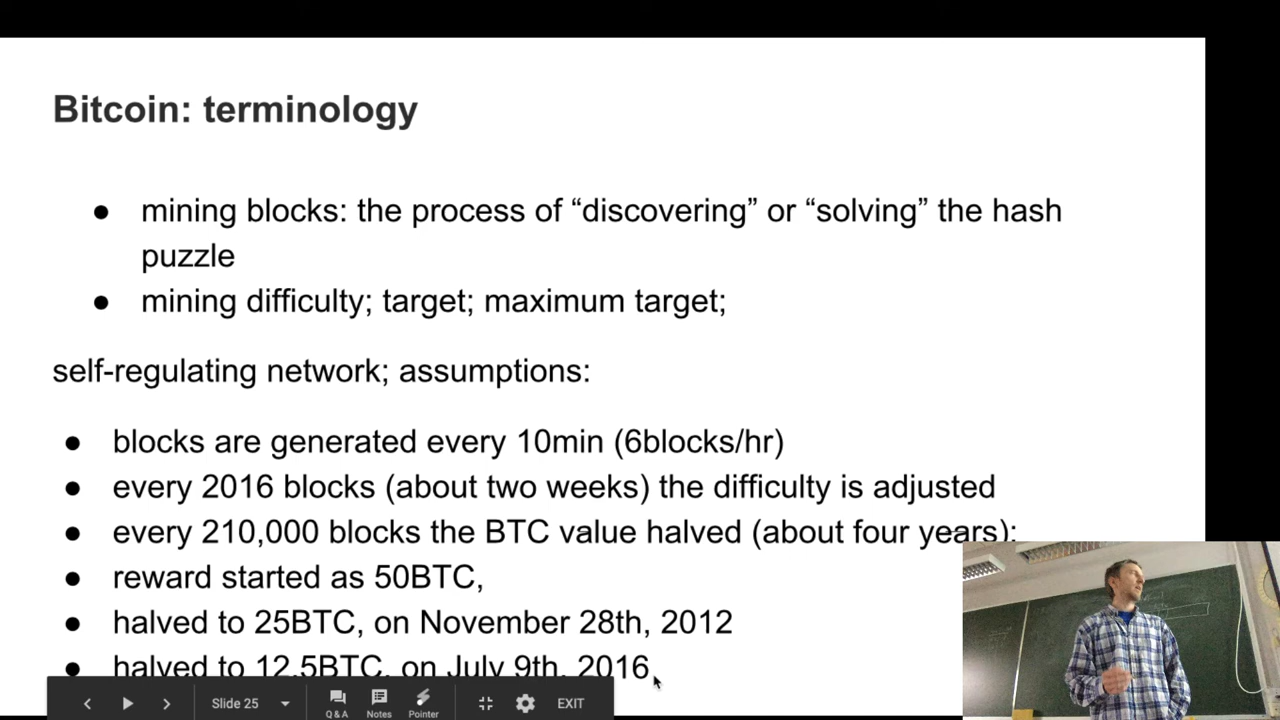 Bitcoin: terminology
● mining blocks: the process of “discovering” or “solving” the hash
puzzle
● mining difficulty; target; maximum target;
self-regulating network; assumptions:
● blocks are generated every 10min (6blocks/hr)
● every 2016 blocks (about two weeks) the difficulty is adjusted
● every 210,000 blocks the BTC value halved (about four years):
● reward started as 50BTC,
● halved to 25BTC, on November 28th, 2012
● halved to 12.5BTC, on July 9th, 2016,
Slide 25
Q&A
Notes
Pointer
EXIT